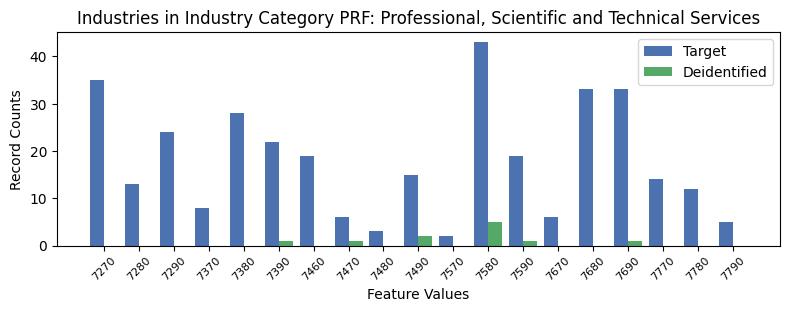 Industries in Industry Category PRF: Professional, Scientific and Technical Services
Target
Deidentified
Record Counts
40
30
20
10
0
7270 7280 7290 7370 7380 7390 7460 7470 7480 7490 7570 7580 7590 7670 7680 7690 7770 7780 7790
Feature Values